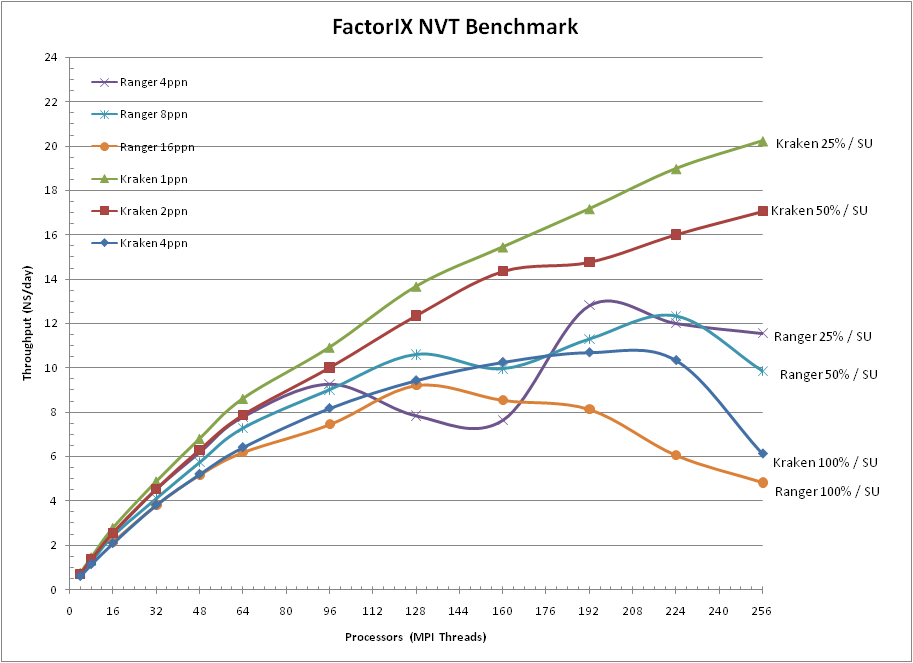 FactorIX NVT Benchmark
Throughput (NS/day)
24
22
20
18
16
14
12
10
8
6
4
2
0
Ranger 4ppn
Ranger 8ppn
Ranger 16ppn
Kraken 1ppn
Kraken 2ppn
Kraken 4ppn
Kraken 25% / SU
Kraken 50% / SU
Ranger 25% / SU
Ranger 50% / SU
Kraken 100% / SU
Ranger 100% / SU
0 16 32 48 64 80 96 112 128 144 160 176 192 208 224 240 256
Processors (MPI Threads)